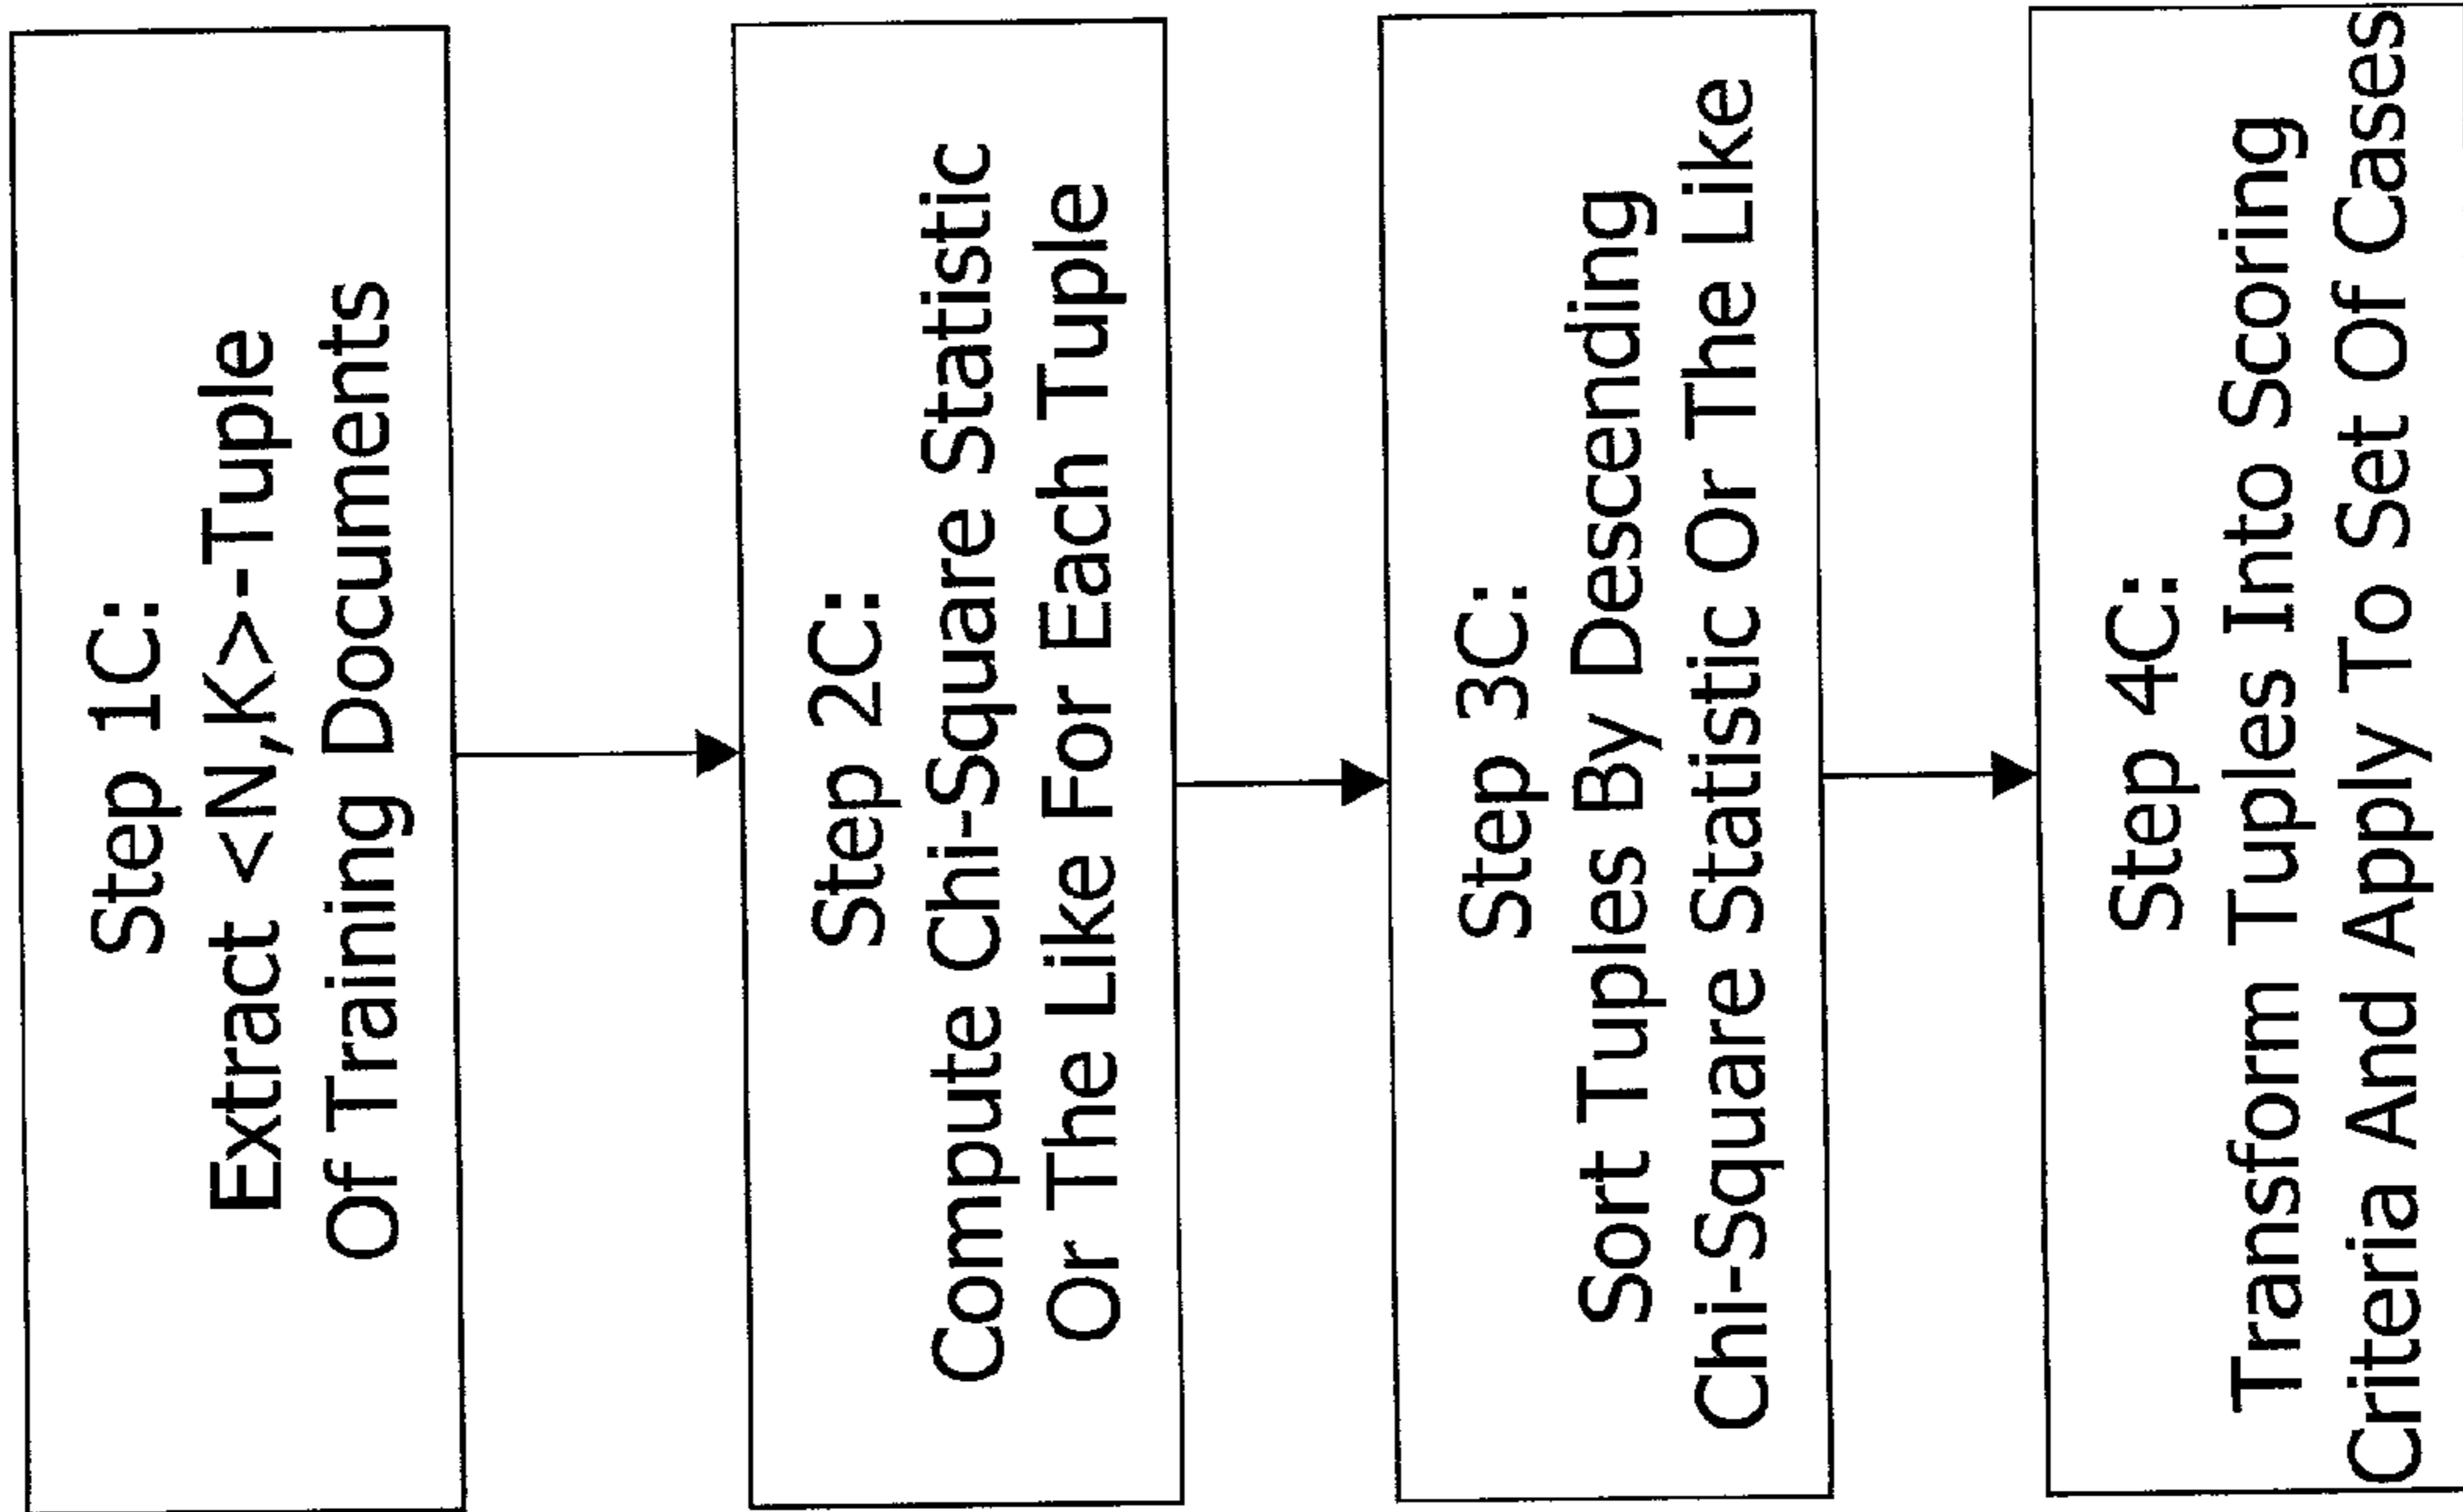 Step 1C:
Extract <N,K>-Tuple
Of Training Documents
Step 2C:
Compute Chi-Square Statistic
Or The Like For Each Tuple
Step 3C:
Sort Tuples By Descending
Chi-Square Statistic Or The Like
Step 4C:
Transform Tuples Into Scoring
Criteria And Apply To Set Of Cases